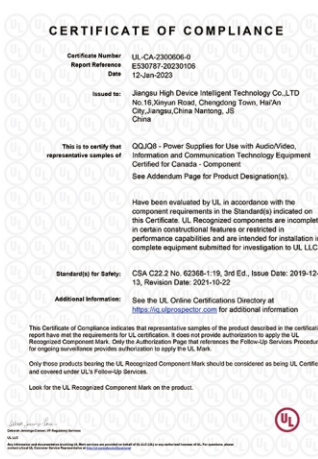 CERTIFICATE OF COMPLIANCE
Certificate Number UL-CA-2300606-0
Report Reference E530787-20230106
Date 12-Jan-2023
Issued to: Jiangsu High Device Intelligent Technology Co.,LTD
No.16,Xinyun Road, Chengdong Town, Hai'An
City,Jiangsu,China Nantong, JS
China
This is to certify that QQJQ8 - Power Supplies for Use with Audio/Video,
representative samples of Information and Communication Technology Equipment
Certified for Canada - Component
See Addendum Page for Product Designation(s).
Have been evaluated by UL in accordance with the
component requirements in the Standard(s) indicated on
this Certificate. UL Recognized components are incomplet
in certain constructional features or restricted in
performance capabilities and are intended for installation i
complete equipment submitted for investigation to UL LLC
Standard(s) for Safety: CSA C22.2 No. 62368-1:19, 3rd Ed., Issue Date: 2019-12-
13, Revision Date: 2021-10-22
Additional Information: See the UL Online Certifications Directory at
https://iq.ulprospector.com for additional information
This Certificate of Compliance indicates that representative samples of the product described in the certificati
report have met the requirements for UL certification. It does not provide authorization to apply the UL
Recognized Component Mark. Only the Authorization Page that references the Follow-Up Services Procedur
for ongoing surveillance provides authorization to apply the UL Mark.
Only those products bearing the UL Recognized Component Mark should be considered as being UL Certifie
and covered under UL's Follow-Up Services.
Look for the UL Recognized Component Mark on the product.
UL
UL LLC